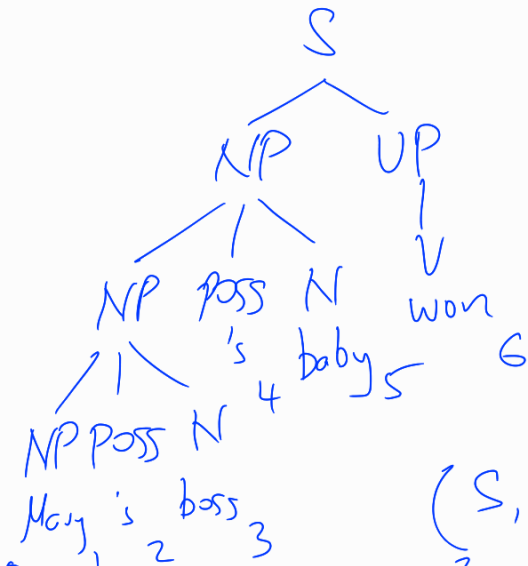 S
NP VP
NP Poss N V
's baby 5 won 6
NP Poss N 4
Mary 's boss (S,
1 2 3